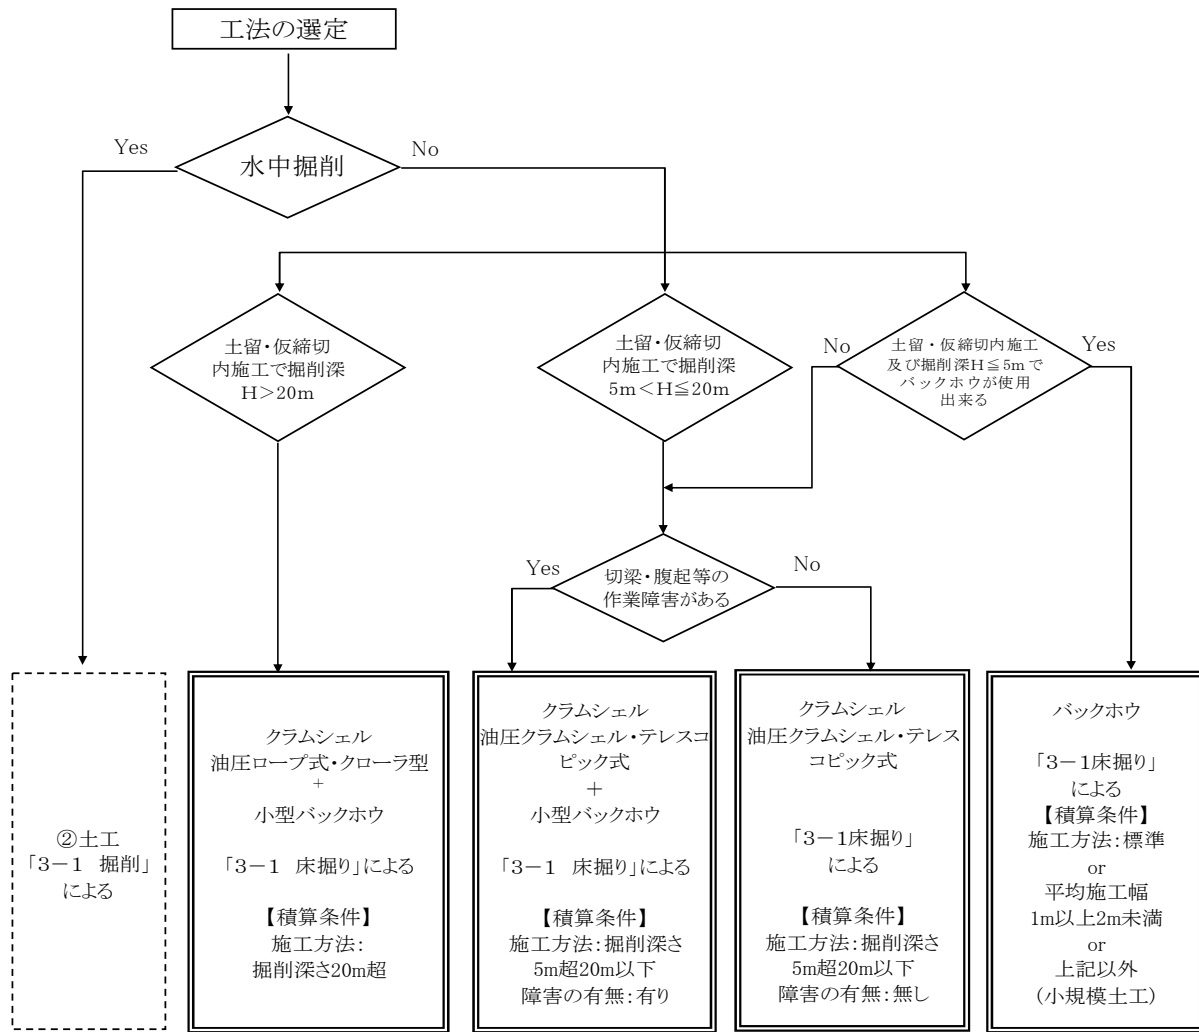 工法の選定
Yes
水中掘削
No
土留・仮締切
内施工で掘削深
H＞20m
土留・仮締切
内施工で掘削深
5m＜H≦20m
No
土留・仮締切内施工
及び掘削深H≦5mで
バックホウが使用
出来る
Yes
Yes
切梁・腹起等の
作業障害がある
No
②土工
「3－1　掘削」
による
クラムシェル
油圧ロープ式・クローラ型
+
小型バックホウ
「3－1　床掘り」による
【積算条件】
施工方法：
掘削深さ20m超
クラムシェル
油圧クラムシェル・テレスコ
ピック式
＋
小型バックホウ
「3－1　床掘り」による
【積算条件】
施工方法：掘削深さ
5m超20m以下
障害の有無：有り
クラムシェル
油圧クラムシェル・テレス
コピック式
「3－1床掘り」
による
【積算条件】
施工方法：掘削深さ
5m超20m以下
障害の有無：無し
バックホウ
「3－1床掘り」
による
【積算条件】
施工方法：標準
or
平均施工幅
1m以上2m未満
or
上記以外
(小規模土工)